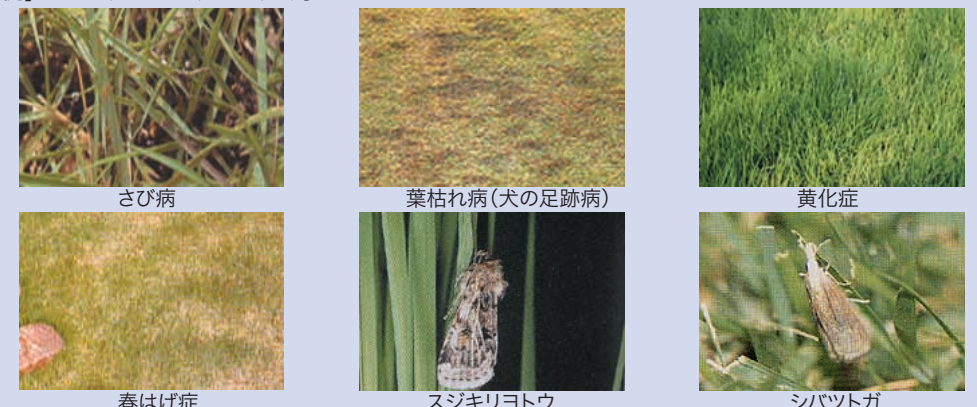 さび病
葉枯れ病(犬の足跡病)
黄化症
春はげ症
スジキリヨトウ
シバツトガ